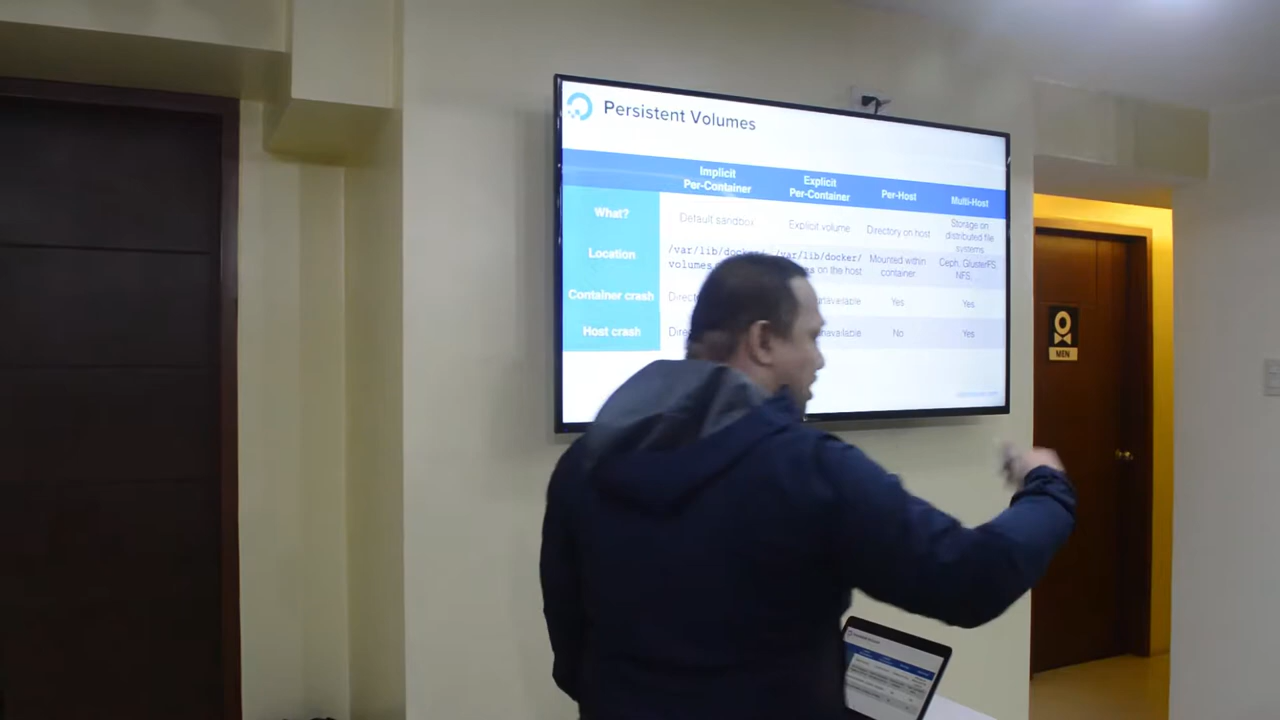 Persistent Volumes
Implicit
Per-Container
Explicit
Per-Container
Per-Host
Multi-Host
What?
Default sandbox
Explicit volume
Directory on host
Storage on
distributed file
systems
Location
/var/lib/docker/
volumes
/var/lib/docker/
on the host
Mounted within
container
Ceph, GlusterFS,
NFS,
Container crash
unavailable
Yes
Yes
Host crash
unavailable
No
Yes
MEN